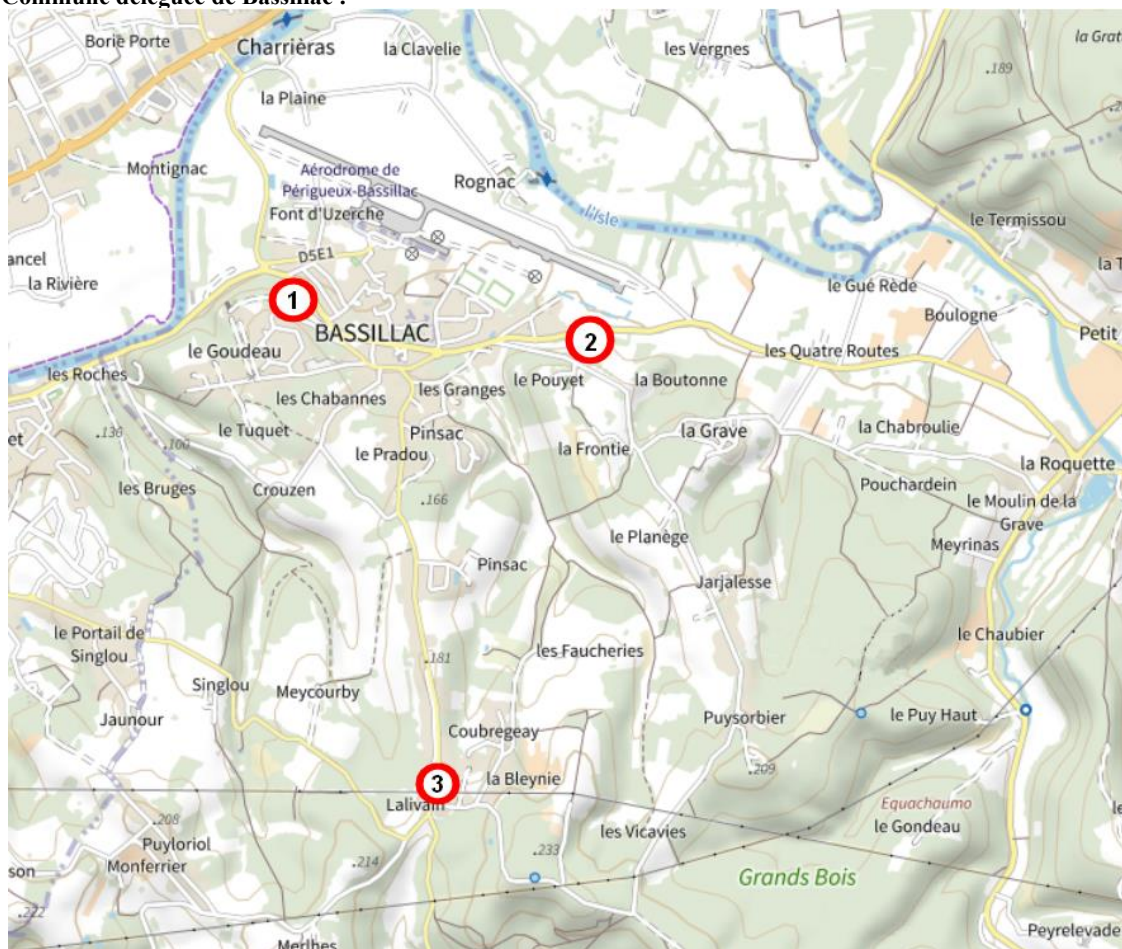 Commune déléguée de Bassillac :
Borie Porte
Charrièras
la Clavelie
les Vergnes
la Grat
.189
la Plaine
Montignac
Aérodrome de
Périgueux-Bassillac
Rognac
l'Isle
Font d'Uzerche
le Termissou
ancel
la Rivière
D5E1
la T
le Gué Rède
1
Boulogne
Petit
BASSILLAC
2
le Goudeau
les Quatre Routes
les Roches
le Pouyet
la Boutonne
les Granges
les Chabannes
et
.136
.100
le Tuquet
Pinsac
la Grave
la Chabroulie
la Frontie
le Pradou
la Roquette
les Bruges
Crouzen
.166
Pouchardein
le Moulin de la
Grave
le Planège
Meyrinas
Pinsac
Jarjalesse
le Portail de
Singlou
le Chaubier
les Faucheries
.181
Singlou
Meycourby
Jaunour
Puysorbier
le Puy Haut
Coubregeay
.209
3
la Bleynie
Lalivain
Equachaumo
le Gondeau
les Vicavies
.208
Puyloriol
Monferrier
.214
.233
son
Grands Bois
.222
Merlhes
Peyrelevade